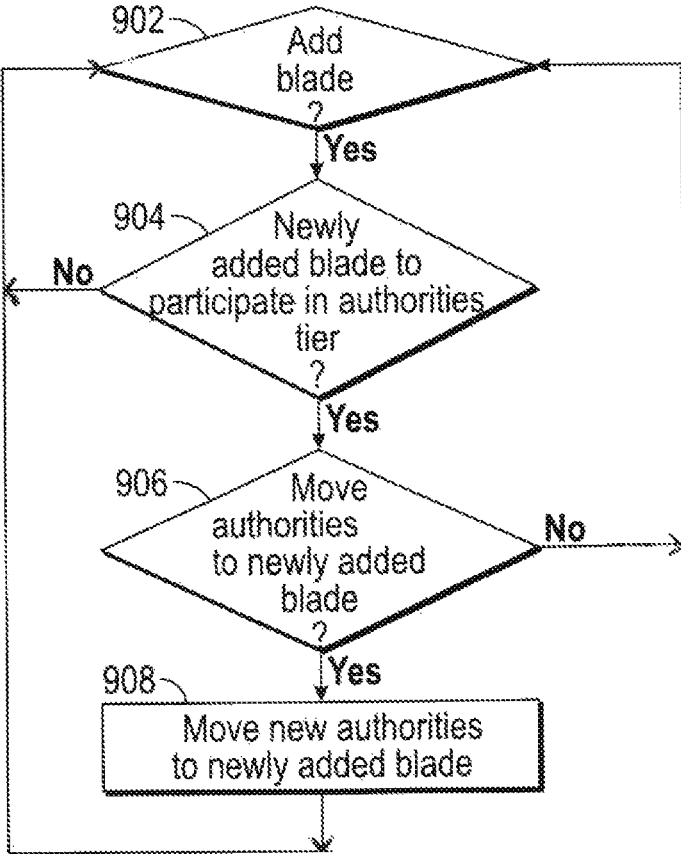 902
Add
blade
?
Yes
904
Newly
added blade to
participate in authorities
tier
?
No
Yes
906
Move
authorities
to newly added
blade
?
No
Yes
908
Move new authorities
to newly added blade